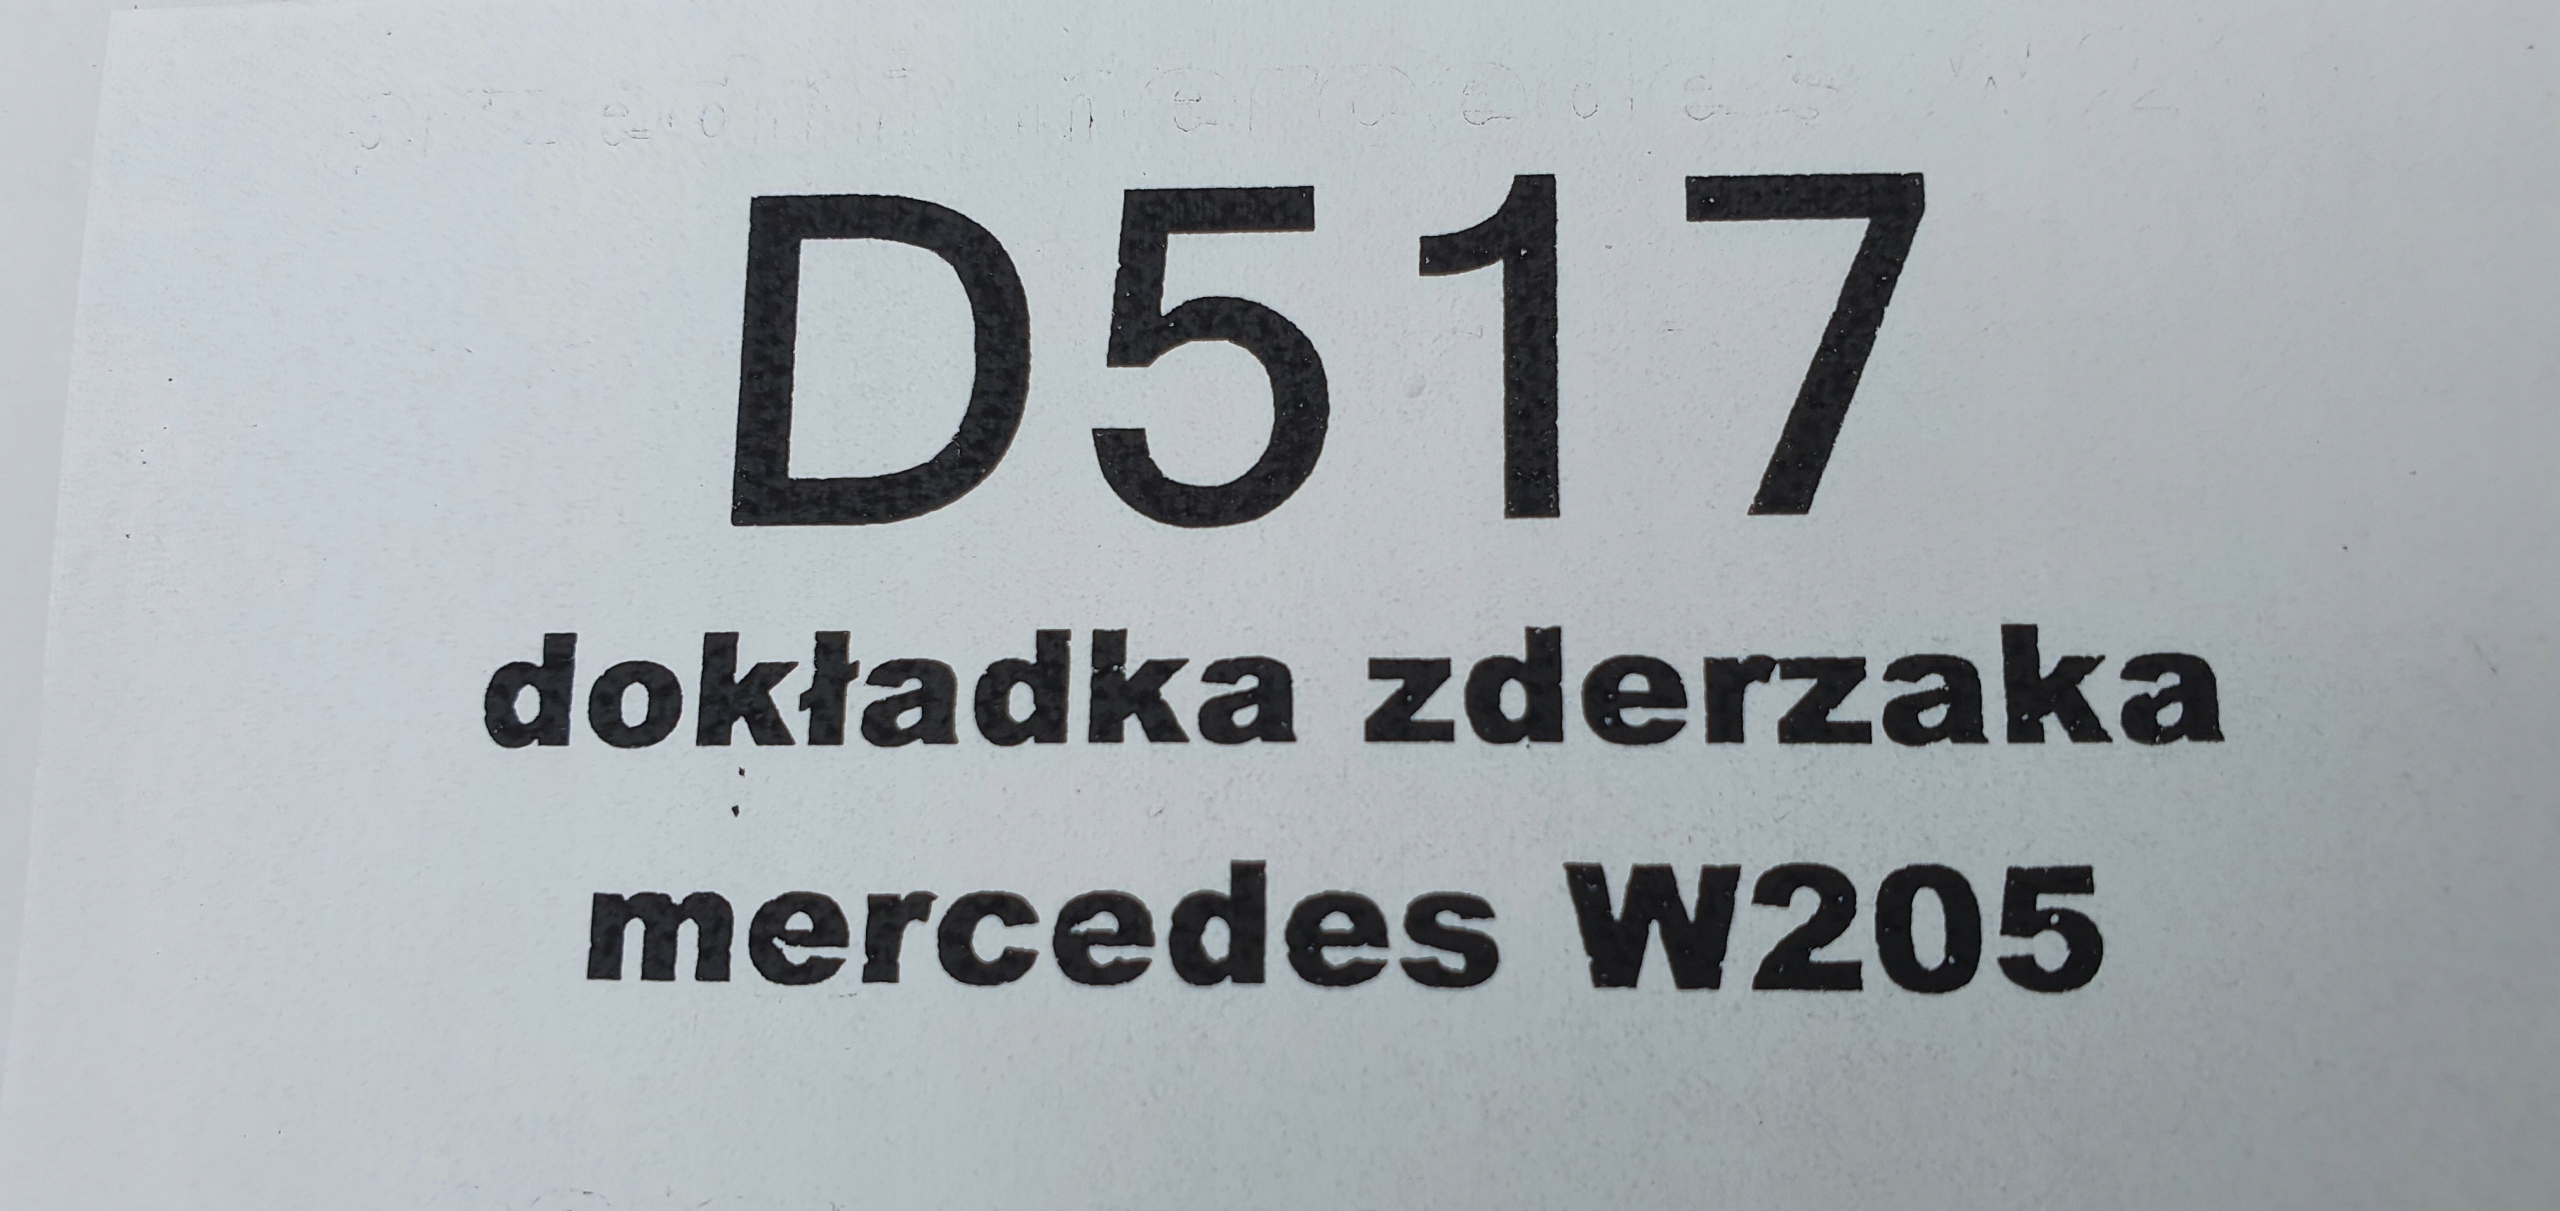 D517
dokładka zderzaka
mercedes W205